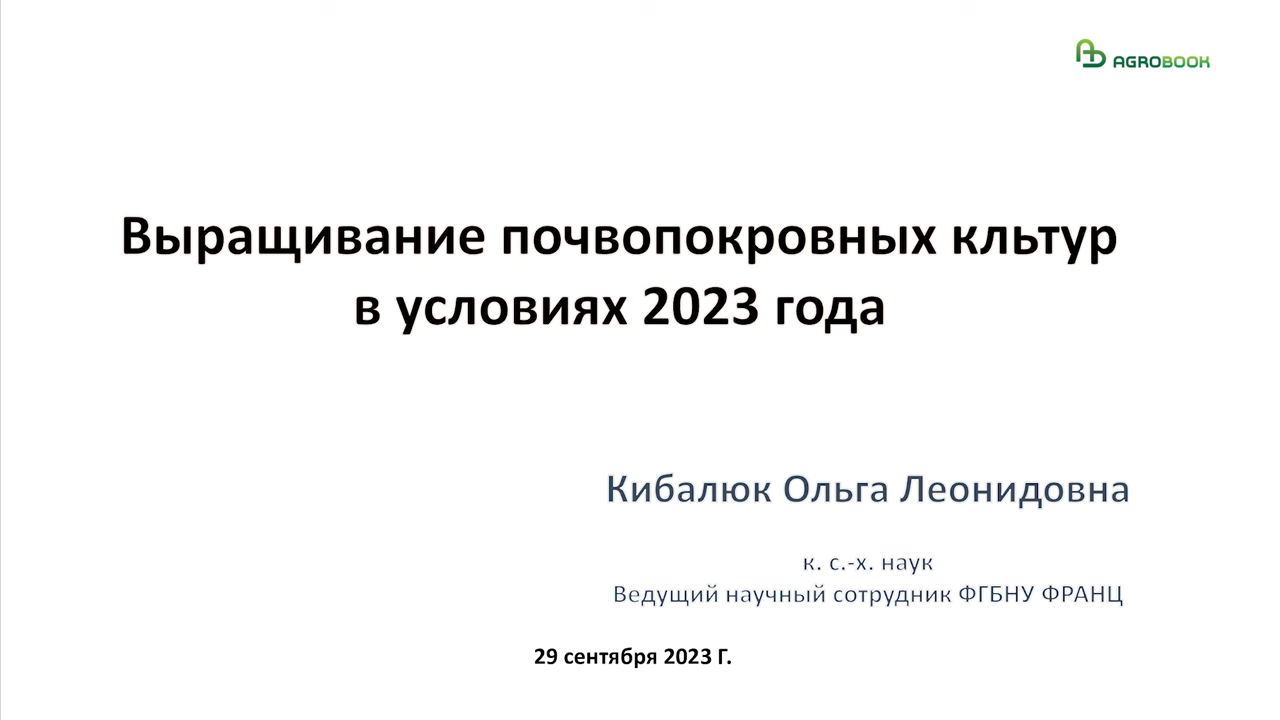 AGROBOOK
Выращивание почвопокровных кльтур
в условиях 2023 года
Кибалюк Ольга Леонидовна
к. с.-х. наук
Ведущий научный сотрудник ФГБНУ ФРАНЦ
29 сентября 2023 Г.